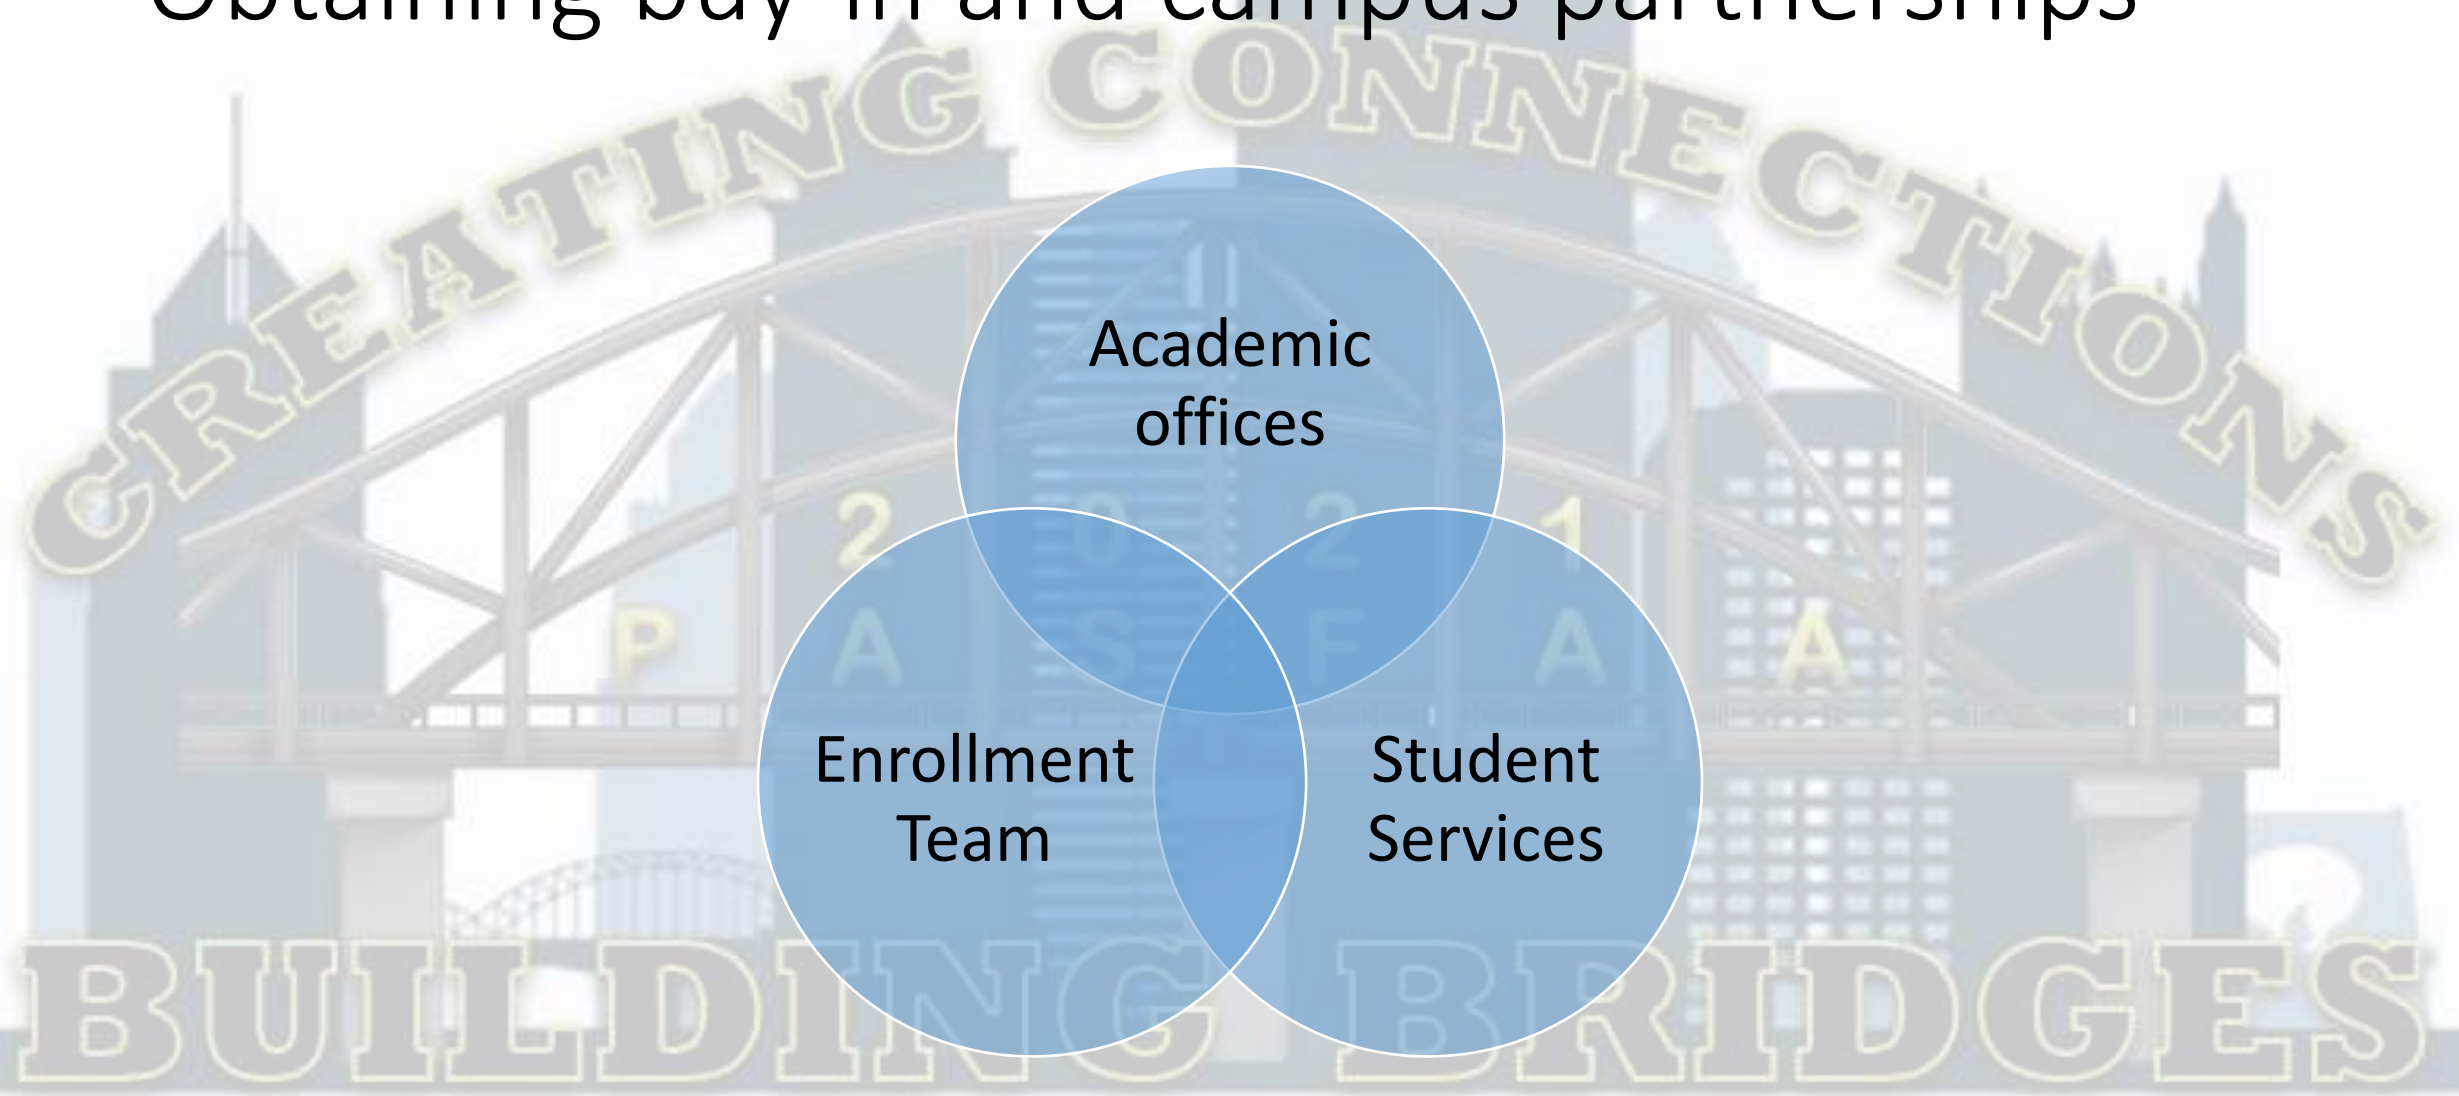 Obtaining buy-in and campus partnerships
CREATING CONNECTIONS
Academic
offices
2 0 2 1
P A S F A A
Enrollment
Team
Student
Services
BUILDING BRIDGES